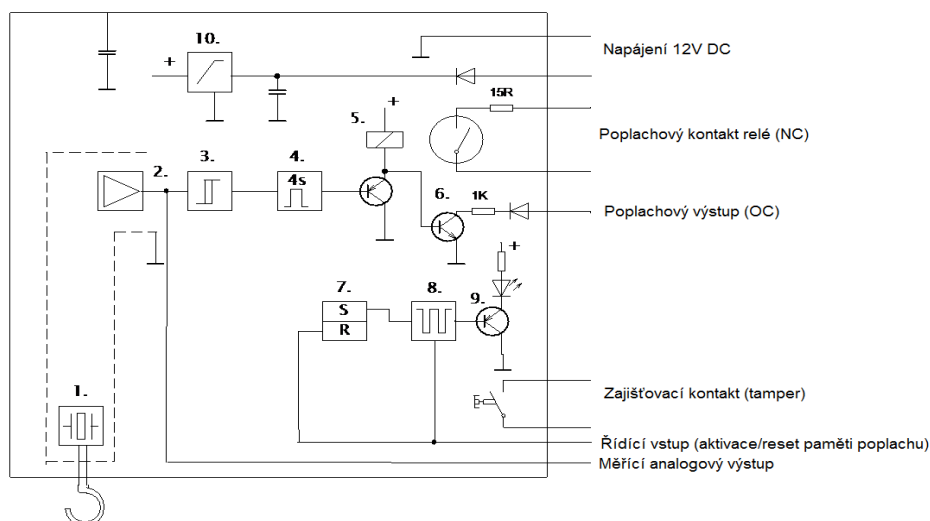 10.
Napájení 12V DC
+
15R
+
5.
Poplachový kontakt relé (NC)
2.
3.
4.
4s
6.
1K
Poplachový výstup (OC)
+
7.
8.
9.
S
R
1.
Zajišťovací kontakt (tamper)
Řídící vstup (aktivace/reset paměti poplachu)
Měřící analogový výstup